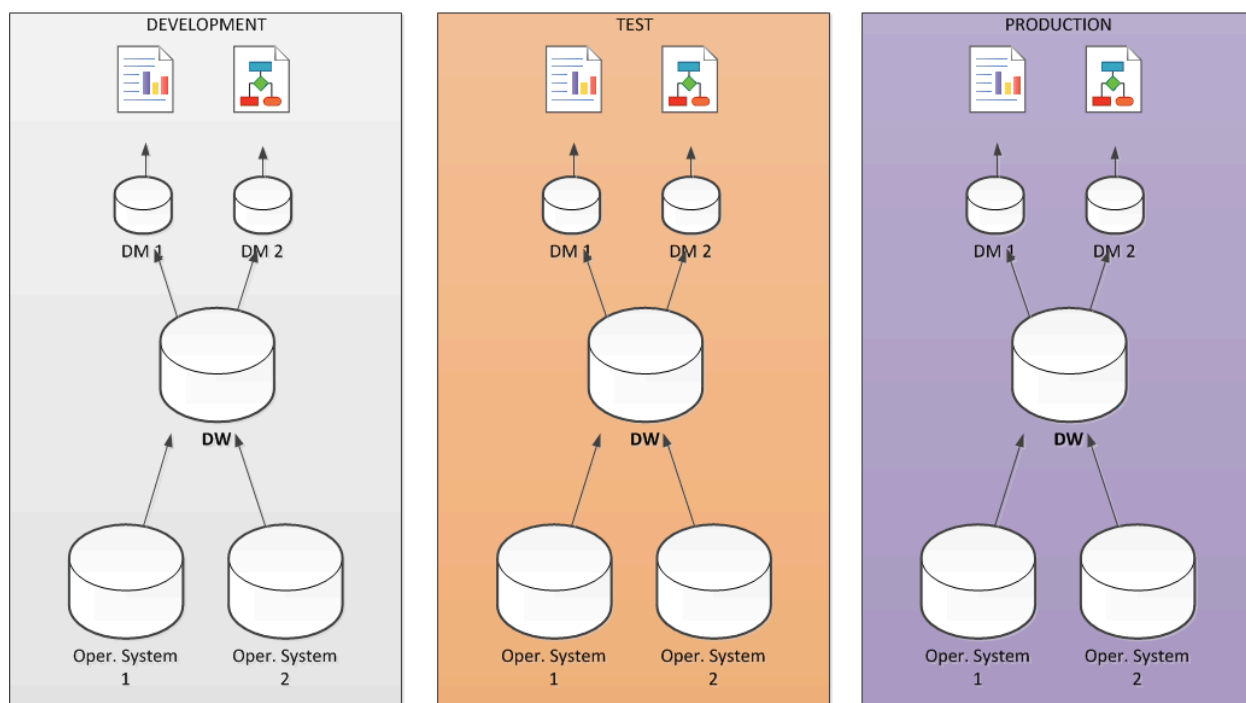 DEVELOPMENT
DM 1
DM 2
DW
Oper. System
1
Oper. System
2
TEST
DM 1
DM 2
DW
Oper. System
1
Oper. System
2
PRODUCTION
DM 1
DM 2
DW
Oper. System
1
Oper. System
2